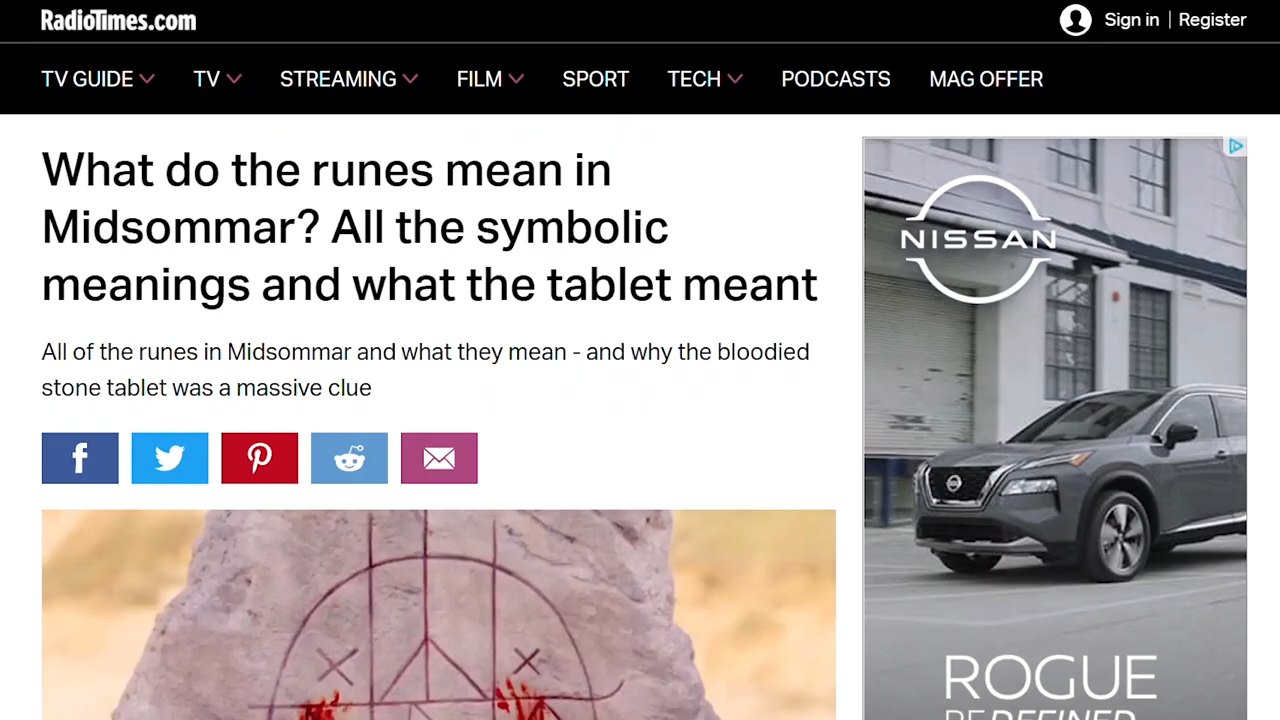 RadioTimes.com
Sign in | Register
TV GUIDE TV STREAMING FILM SPORT TECH PODCASTS MAG OFFER
What do the runes mean in
Midsommar? All the symbolic
meanings and what the tablet meant
All of the runes in Midsommar and what they mean - and why the bloodied
stone tablet was a massive clue
NISSAN
ROGUE
REDEFINED